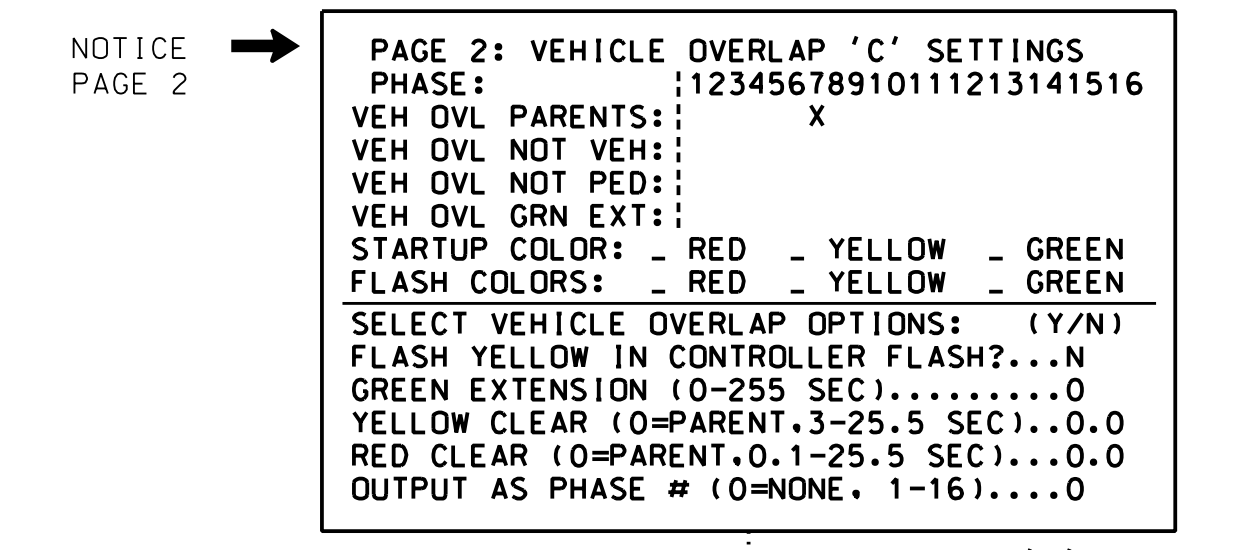 NOTICE
PAGE 2
PAGE 2: VEHICLE OVERLAP 'C' SETTINGS
PHASE: ¦12345678910111213141516
VEH OVL PARENTS:¦ X
VEH OVL NOT VEH:¦
VEH OVL NOT PED:¦
VEH OVL GRN EXT:¦
STARTUP COLOR: _ RED _ YELLOW _ GREEN
FLASH COLORS: _ RED _ YELLOW _ GREEN
SELECT VEHICLE OVERLAP OPTIONS: (Y/N)
FLASH YELLOW IN CONTROLLER FLASH?...N
GREEN EXTENSION (0-255 SEC).........0
YELLOW CLEAR (0=PARENT,3-25.5 SEC)..0.0
RED CLEAR (0=PARENT,0.1-25.5 SEC)...0.0
OUTPUT AS PHASE # (0=NONE, 1-16)....0